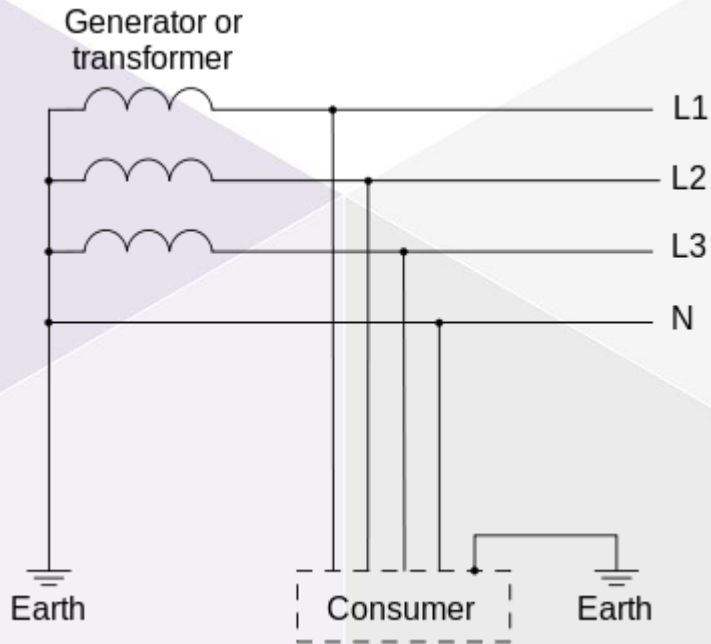 Generator or
transformer
L1
L2
L3
N
Earth
Consumer
Earth